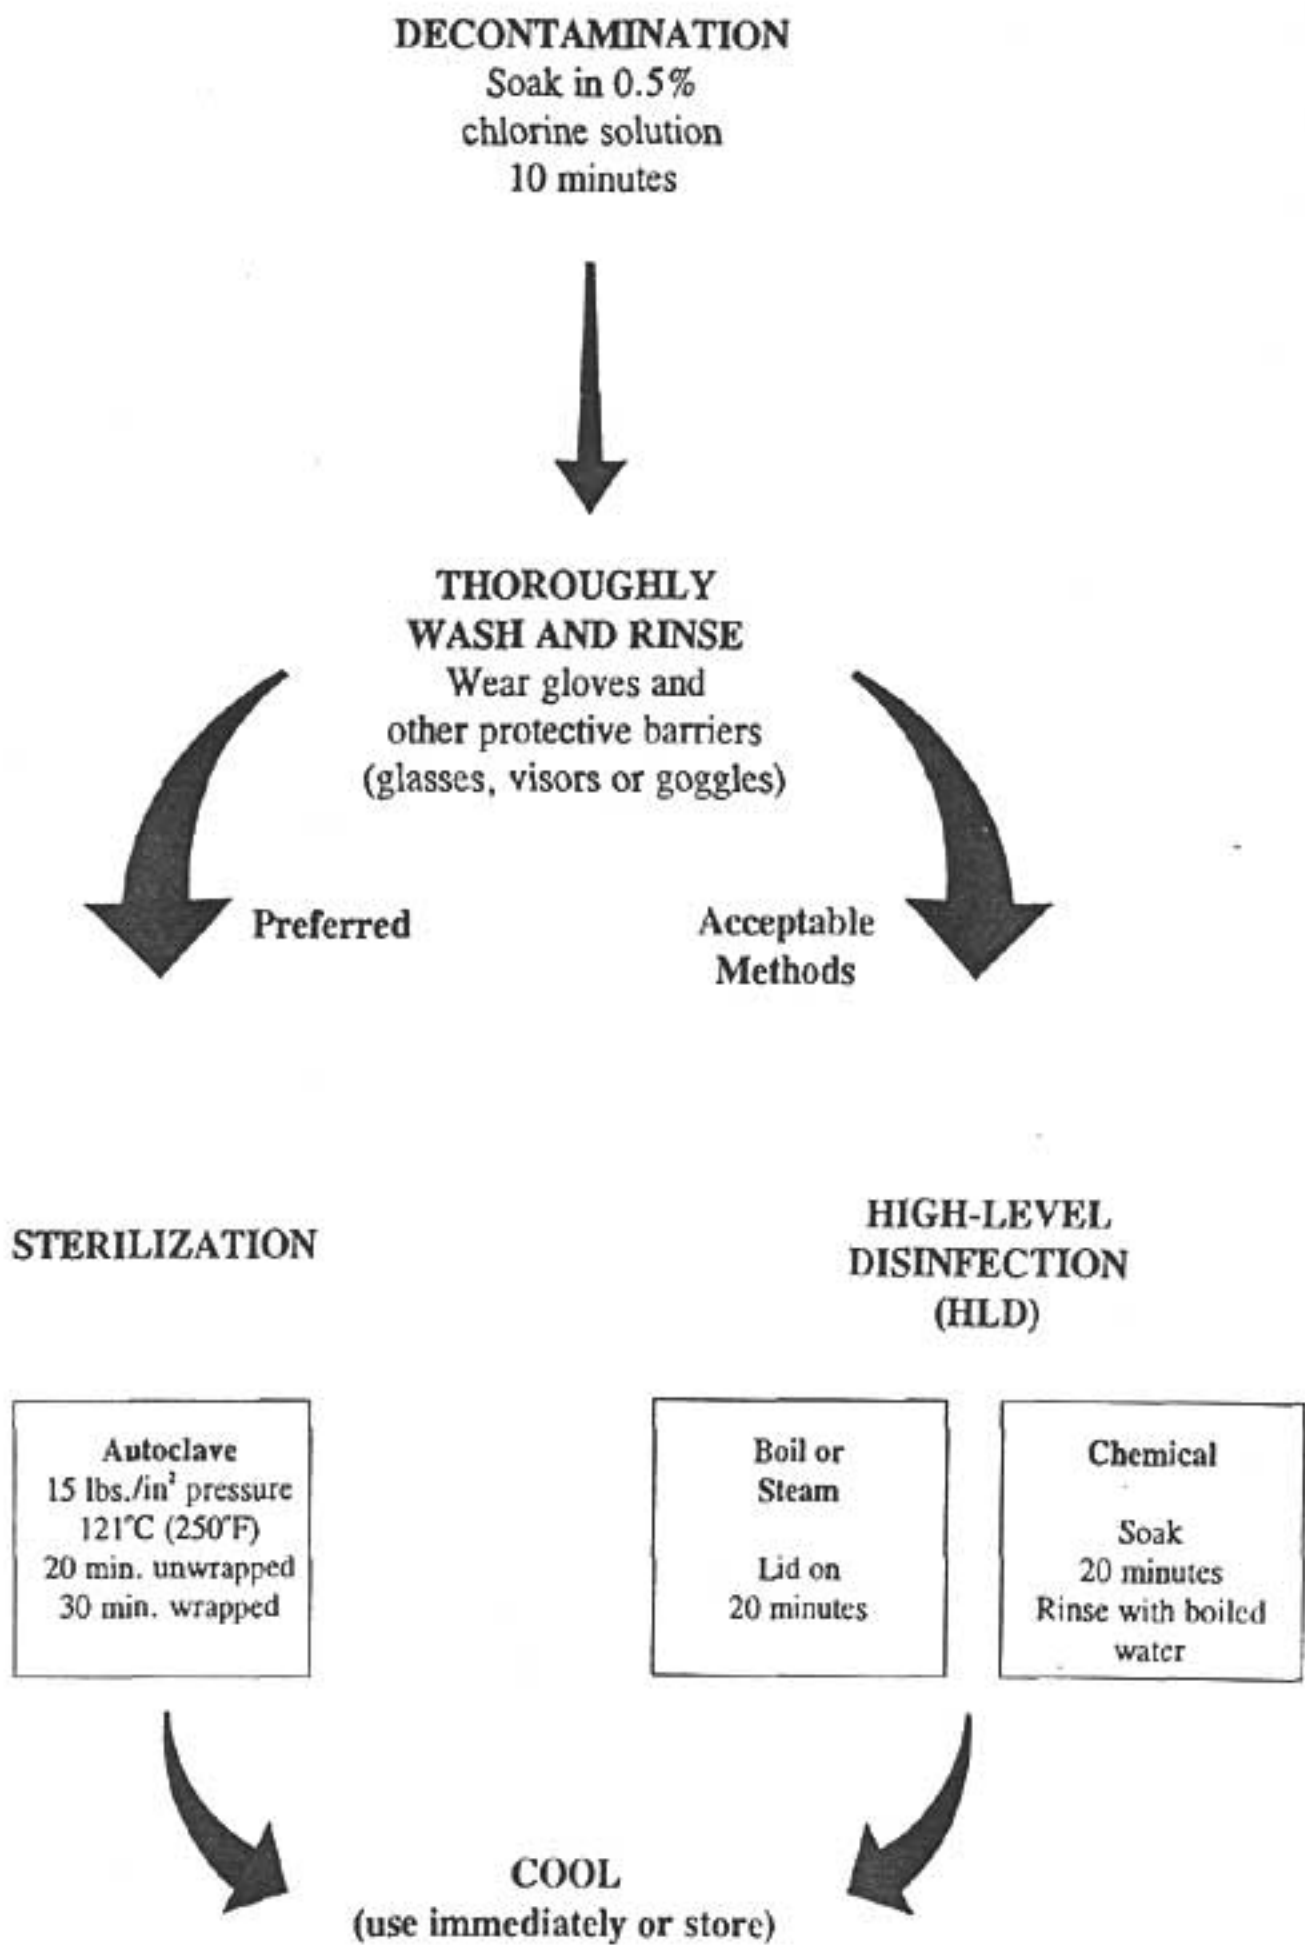 DECONTAMINATION
Soak in 0.5%
chlorine solution
10 minutes
THOROUGHLY
WASH AND RINSE
Wear gloves and
other protective barriers
(glasses, visors or goggles)
Preferred
Acceptable
Methods
STERILIZATION
HIGH-LEVEL
DISINFECTION
(HLD)
Autoclave
15 lbs./in² pressure
121°C (250°F)
20 min. unwrapped
30 min. wrapped
Boil or
Steam
Lid on
20 minutes
Chemical
Soak
20 minutes
Rinse with boiled
water
COOL
(use immediately or store)